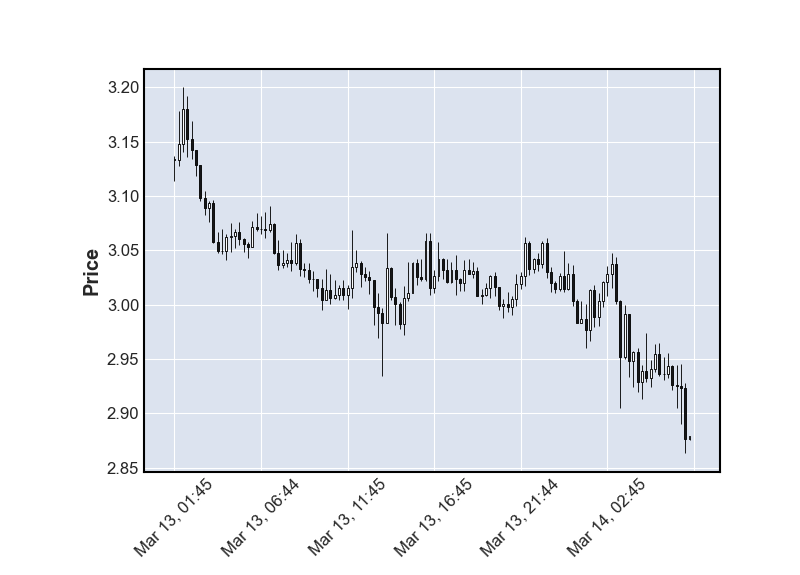 3.20
3.15
3.10
3.05
3.00
2.95
2.90
2.85
Price
Mar 13, 01:45
Mar 13, 06:44
Mar 13, 11:45
Mar 13, 16:45
Mar 13, 21:44
Mar 14, 02:45